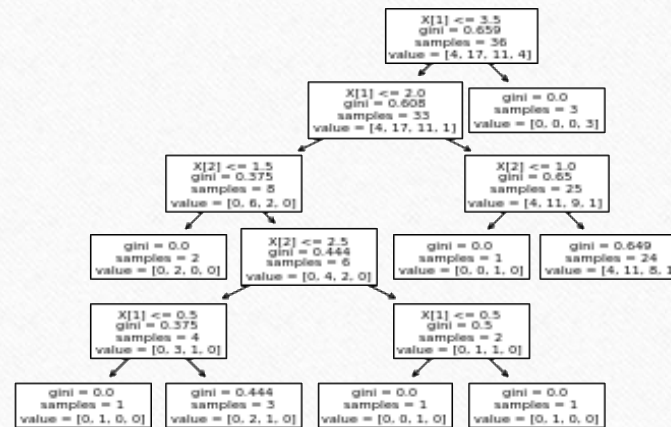 X[1] <= 3.5
gini = 0.659
samples = 36
value = [4, 17, 11, 4]
X[1] <= 2.0
gini = 0.608
samples = 33
value = [4, 17, 11, 1]
gini = 0.0
samples = 3
value = [0, 0, 0, 3]
X[2] <= 1.5
gini = 0.375
samples = 8
value = [0, 6, 2, 0]
X[2] <= 1.0
gini = 0.65
samples = 25
value = [4, 11, 9, 1]
gini = 0.0
samples = 2
value = [0, 2, 0, 0]
X[2] <= 2.5
gini = 0.444
samples = 6
value = [0, 4, 2, 0]
gini = 0.0
samples = 1
value = [0, 0, 1, 0]
gini = 0.649
samples = 24
value = [4, 11, 8, 1
X[1] <= 0.5
gini = 0.375
samples = 4
value = [0, 3, 1, 0]
X[1] <= 0.5
gini = 0.5
samples = 2
value = [0, 1, 1, 0]
gini = 0.0
samples = 1
value = [0, 1, 0, 0]
gini = 0.444
samples = 3
value = [0, 2, 1, 0]
gini = 0.0
samples = 1
value = [0, 0, 1, 0]
gini = 0.0
samples = 1
value = [0, 1, 0, 0]